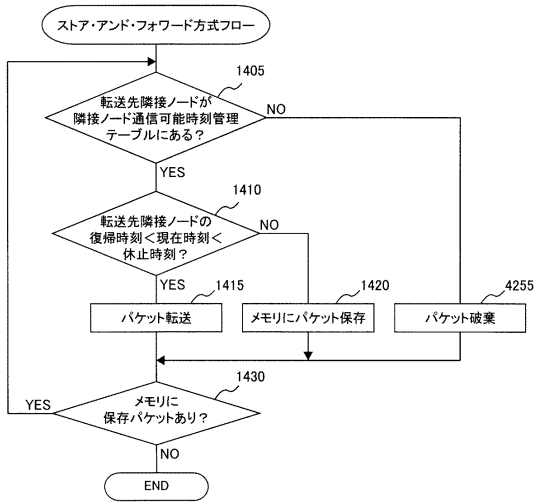 ストア・アンド・フォワード方式フロー
1405
転送先隣接ノードが
隣接ノード通信可能時刻管理
テーブルにある?
NO
YES
1410
転送先隣接ノードの
復帰時刻<現在時刻<
休止時刻?
NO
YES
1415
パケット転送
1420
メモリにパケット保存
4255
パケット破棄
1430
メモリに
保存パケットあり?
YES
NO
END